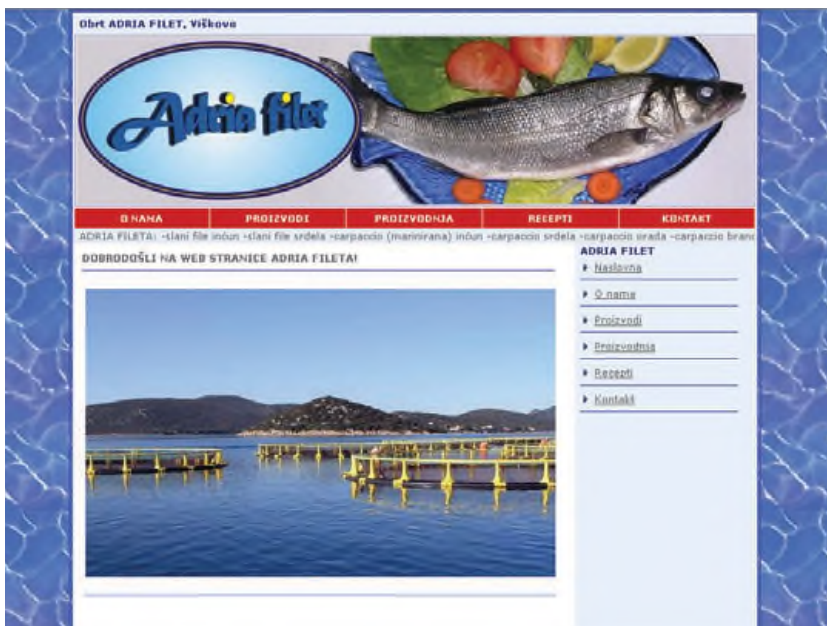 Obrt ADRIA FILET, Viškovo
Adria filet
O NAMA PROIZVODI PROIZVODNJA RECEPTI KONTAKT
ADRIA FILETA: -slani file inćun -slani file srdela -carpaccio (marinirana) inćun -carpaccio srdela -carpaccio orada -carpaccio branc
DOBRODOŠLI NA WEB STRANICE ADRIA FILETA!
ADRIA FILET
Naslovna
O nama
Proizvodi
Proizvodnja
Recepti
Kontakt